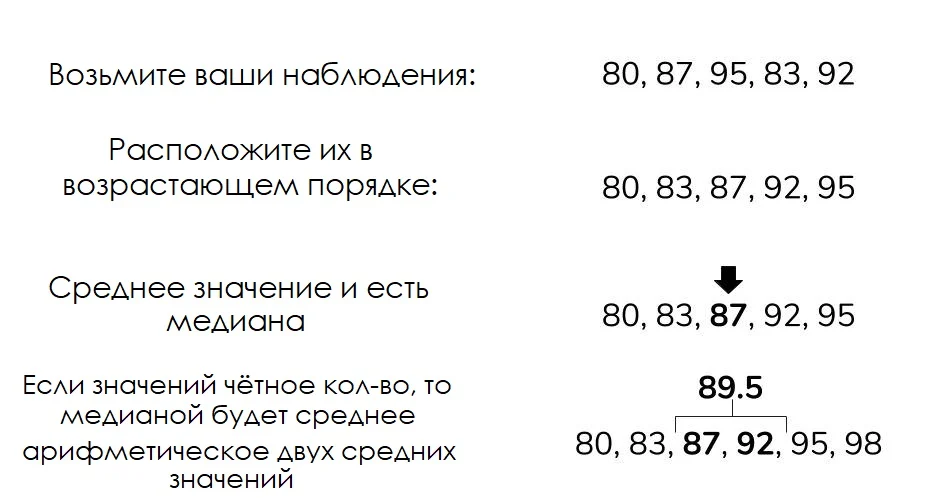 Возьмите ваши наблюдения:
80, 87, 95, 83, 92
Расположите их в
возрастающем порядке:
80, 83, 87, 92, 95
Среднее значение и есть
медиана
80, 83, 87, 92, 95
Если значений чётное кол-во, то
медианой будет среднее
арифметическое двух средних
значений
89.5
80, 83, 87, 92, 95, 98